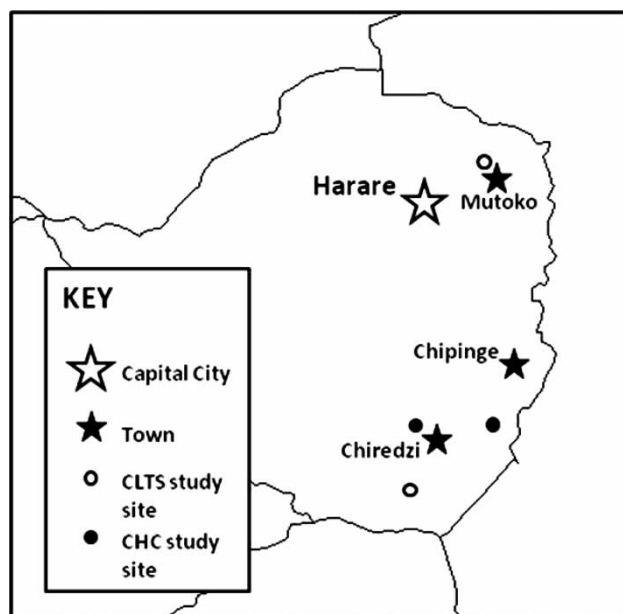 Harare
Mutoko
Chipinge
Chiredzi
KEY
Capital City
Town
CLTS study
site
CHC study
site